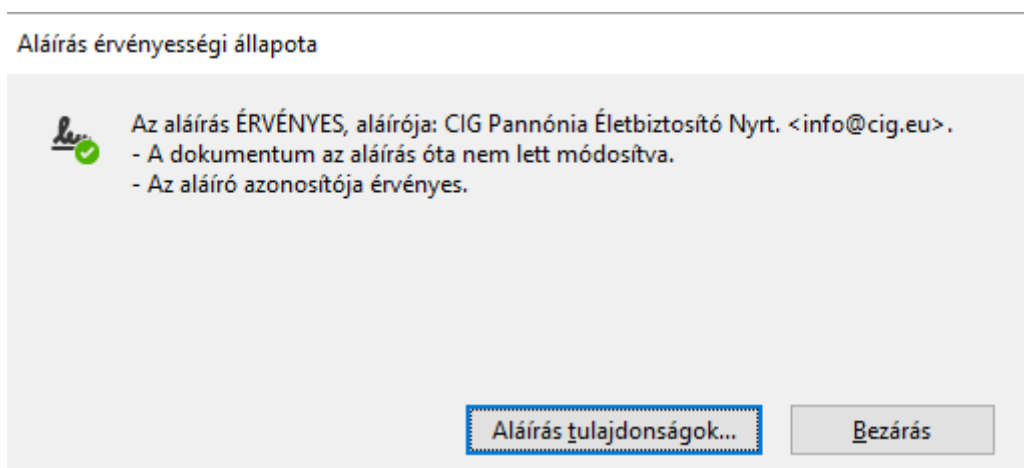 Aláírás érvényességi állapota
Az aláírás ÉRVÉNYES, aláírója: CIG Pannónia Életbiztosító Nyrt. <info@cig.eu>.
- A dokumentum az aláírás óta nem lett módosítva.
- Az aláíró azonosítója érvényes.
Aláírás tulajdonságok...
Bezárás